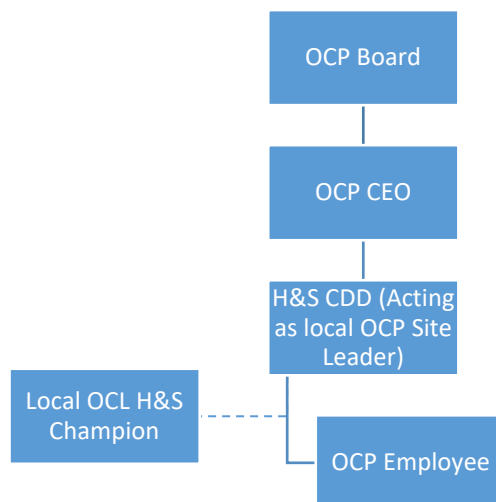 OCP Board
OCP CEO
H&S CDD (Acting
as local OCP Site
Leader)
Local OCL H&S
Champion
OCP Employee